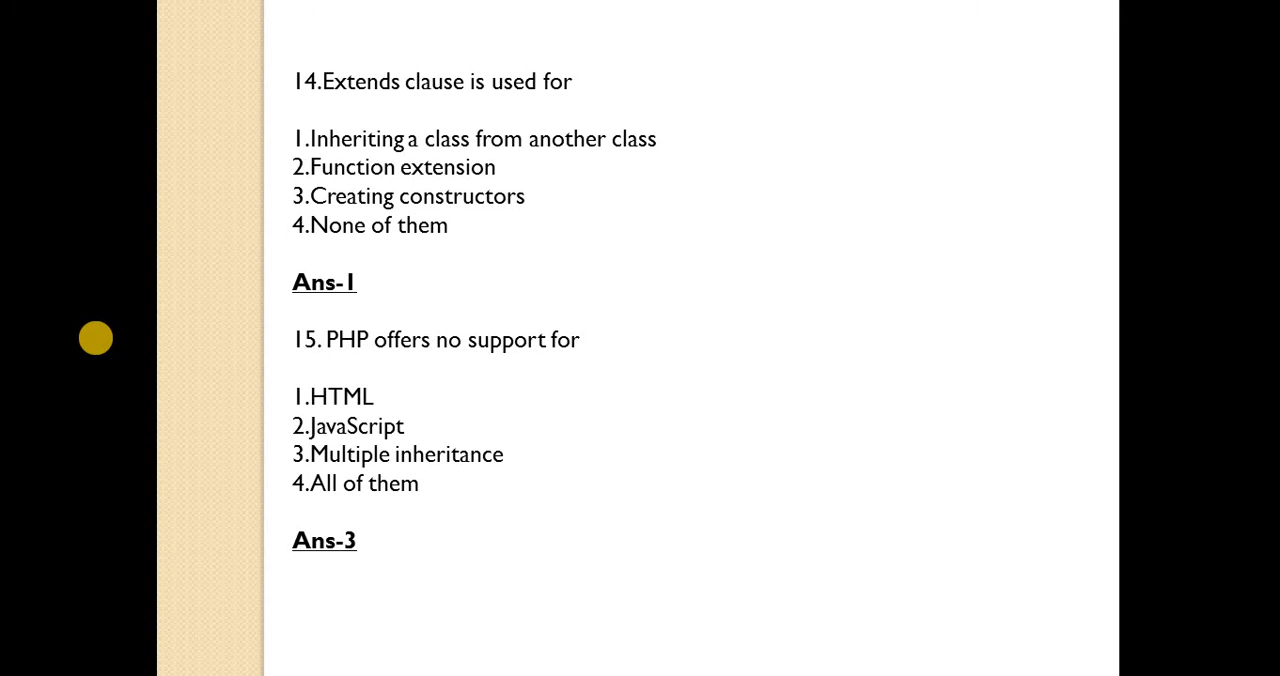 14.Extends clause is used for
1.Inheriting a class from another class
2.Function extension
3.Creating constructors
4.None of them
Ans-1
15. PHP offers no support for
1.HTML
2.JavaScript
3.Multiple inheritance
4.All of them
Ans-3